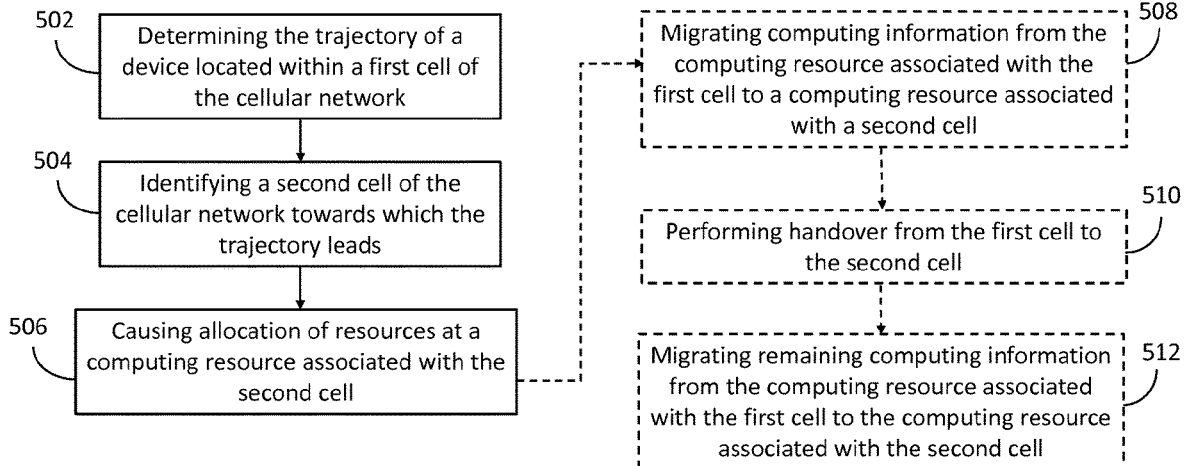 502
Determining the trajectory of a
device located within a first cell of
the cellular network
504
Identifying a second cell of the
cellular network towards which the
trajectory leads
506
Causing allocation of resources at a
computing resource associated with the
second cell
508
Migrating computing information from the
computing resource associated with the
first cell to a computing resource associated
with a second cell
510
Performing handover from the first cell to
the second cell
512
Migrating remaining computing information
from the computing resource associated
with the first cell to the computing resource
associated with the second cell